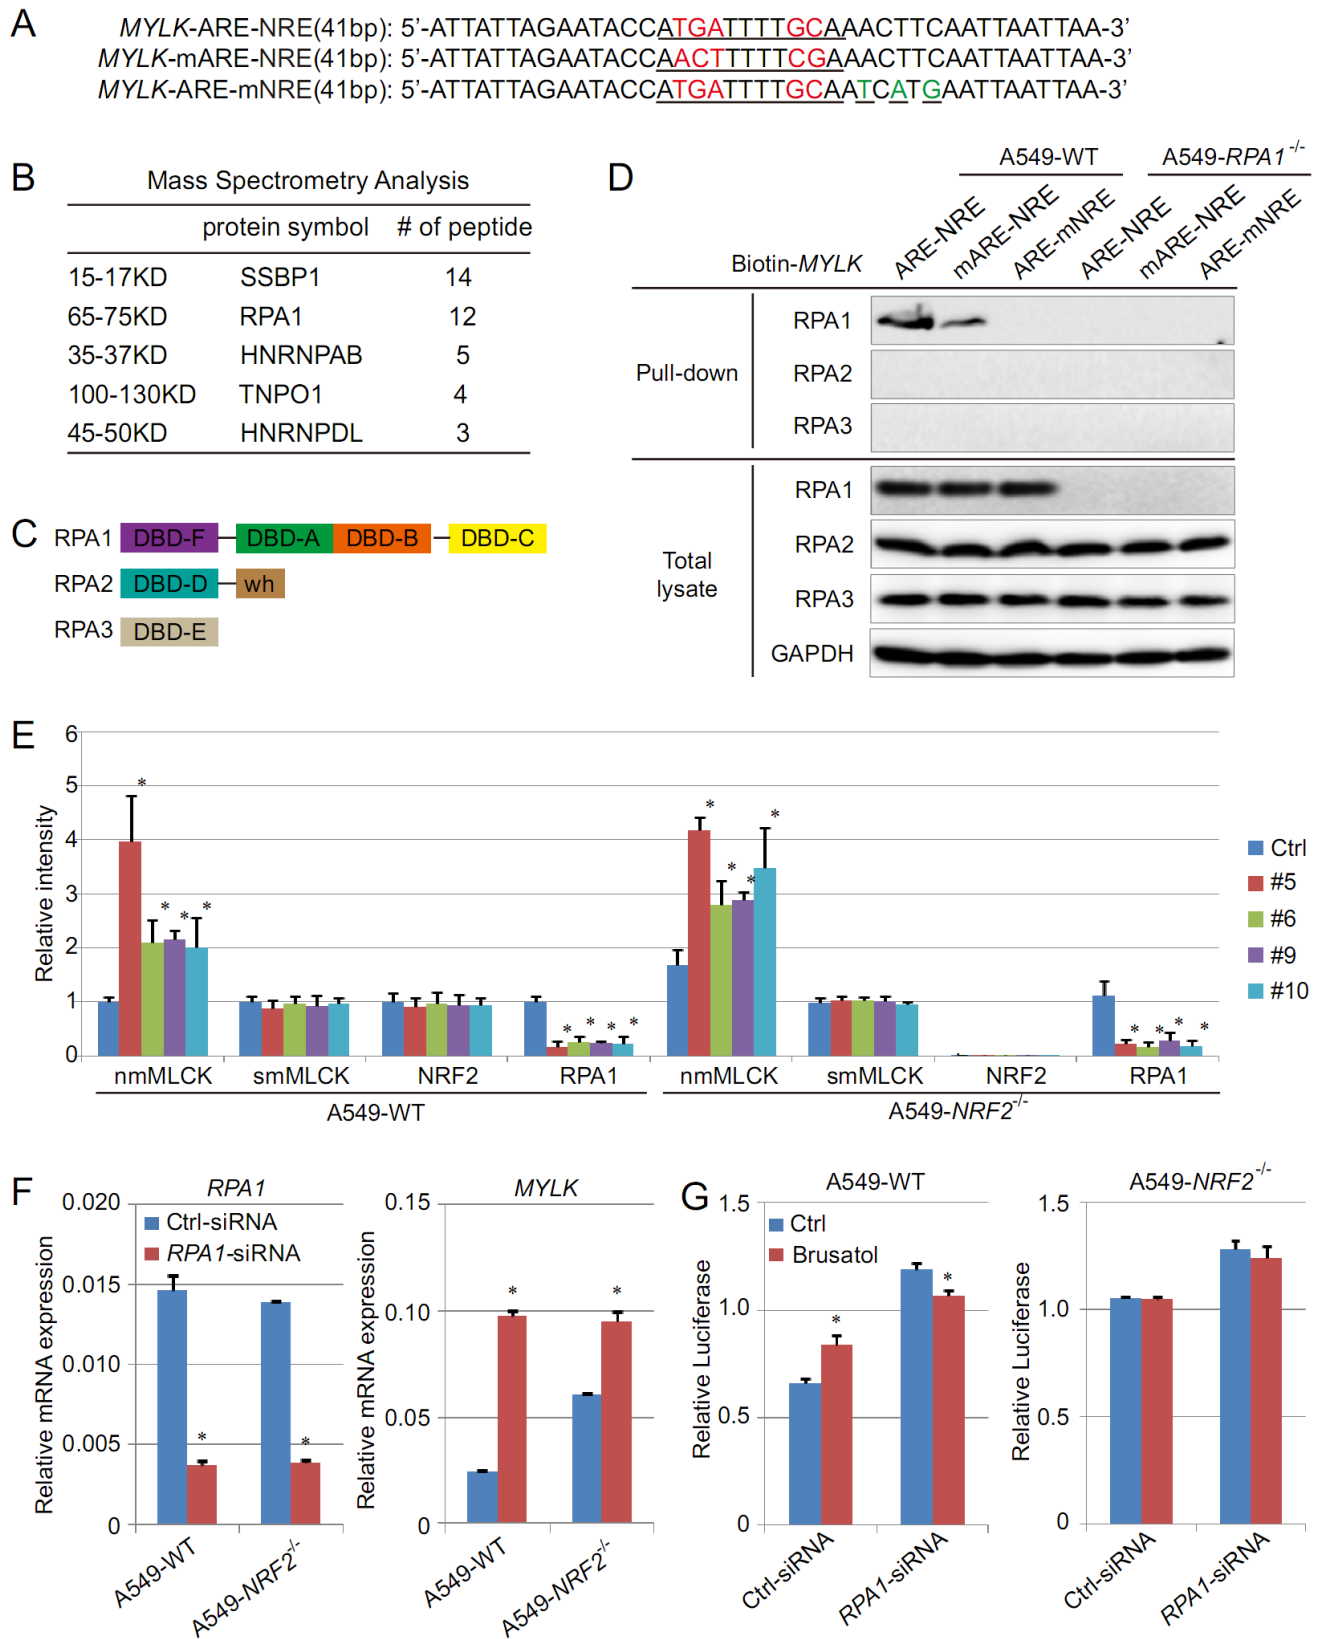 A
MYLK-ARE-NRE(41bp): 5’-ATTATTAGAATACCATGATTTTGCAAACTTCAATTAATTAA-3’
MYLK-mARE-NRE(41bp): 5’-ATTATTAGAATACCAACTTTTTCGAAACTTCAATTAATTAA-3’
MYLK-ARE-mNRE(41bp): 5’-ATTATTAGAATACCATGATTTTGCAATCATGAATTAATTAA-3’
B
Mass Spectrometry Analysis
protein symbol # of peptide
15-17KD SSBP1 14
65-75KD RPA1 12
35-37KD HNRNPAB 5
100-130KD TNPO1 4
45-50KD HNRNPDL 3
C
RPA1 DBD-F DBD-A DBD-B DBD-C
RPA2 DBD-D wh
RPA3 DBD-E
D
A549-WT A549-RPA1-/-
Biotin-MYLK ARE-NRE mARE-NRE ARE-mNRE ARE-NRE mARE-NRE ARE-mNRE
Pull-down
RPA1
RPA2
RPA3
Total
lysate
RPA1
RPA2
RPA3
GAPDH
E
Relative intensity
6
5
4
3
2
1
0
* * * * * * * * * * * * * * * *
nmMLCK smMLCK NRF2 RPA1 nmMLCK smMLCK NRF2 RPA1
A549-WT A549-NRF2-/-
Ctrl
#5
#6
#9
#10
F
RPA1
Relative mRNA expression
0.020
0.015
0.010
0.005
0
Ctrl-siRNA
RPA1-siRNA
* *
A549-WT A549-NRF2-/-
MYLK
Relative mRNA expression
0.15
0.10
0.05
0
* *
A549-WT A549-NRF2-/-
G
A549-WT
Relative Luciferase
1.5
1.0
0.5
0
Ctrl
Brusatol
* *
Ctrl-siRNA RPA1-siRNA
A549-NRF2-/-
Relative Luciferase
1.5
1.0
0.5
0
Ctrl-siRNA RPA1-siRNA